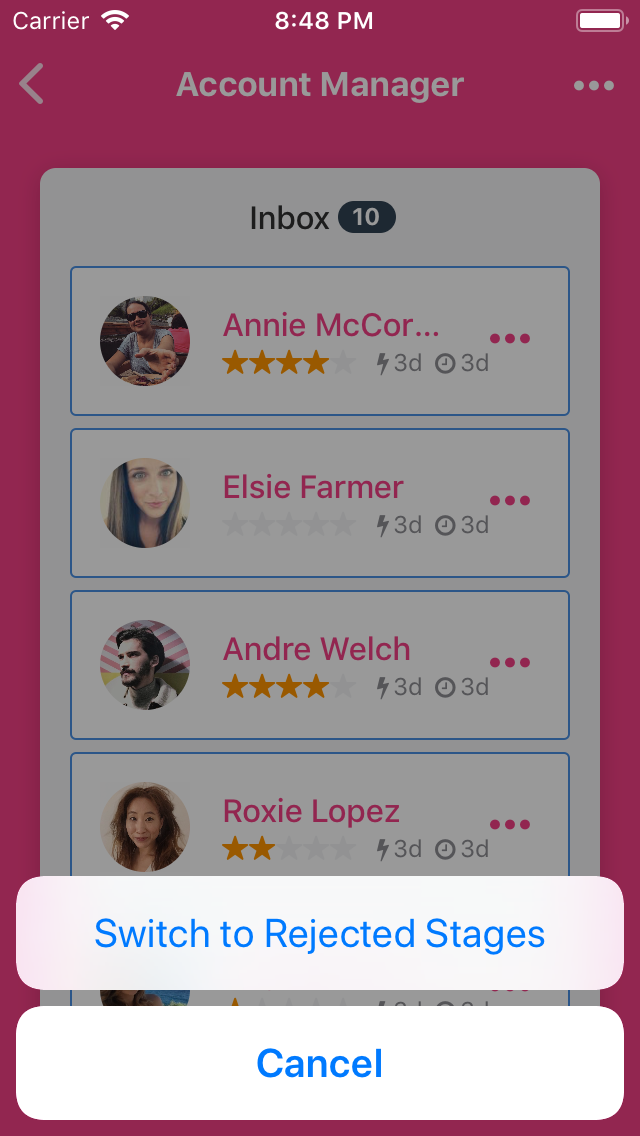 Carrier 8:48 PM
Account Manager
Inbox 10
Annie McCor...
3d 3d
Elsie Farmer
3d 3d
Andre Welch
3d 3d
Roxie Lopez
3d 3d
Switch to Rejected Stages
Cancel